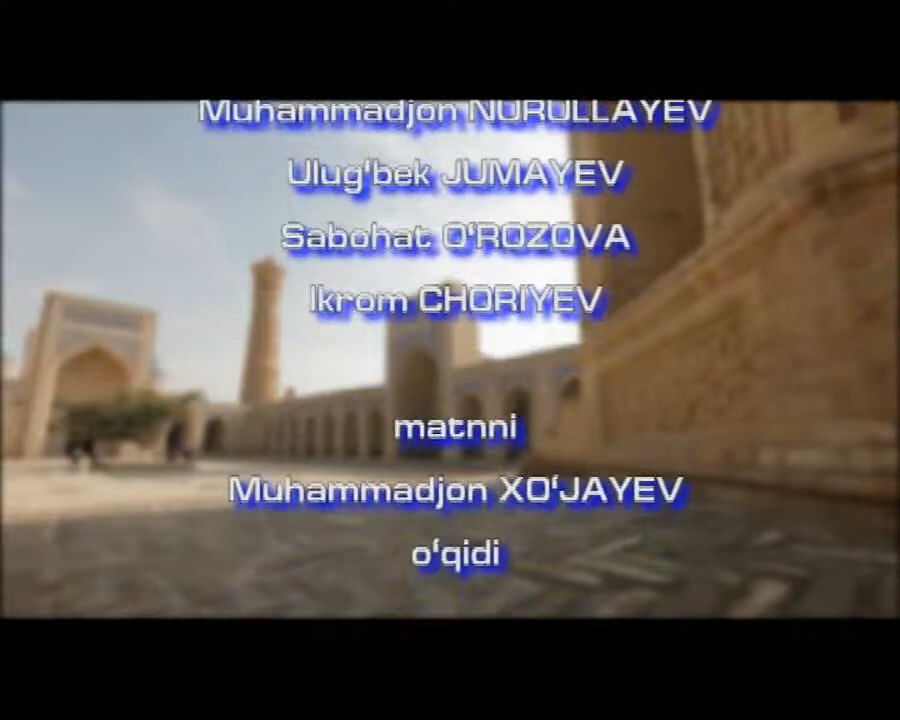 Muhammadjon NURULLAYEV
Ulug‘bek JUMAYEV
Sabohat O‘ROZOVA
Ikrom CHORIYEV
matnni
Muhammadjon XO‘JAYEV
o‘qidi